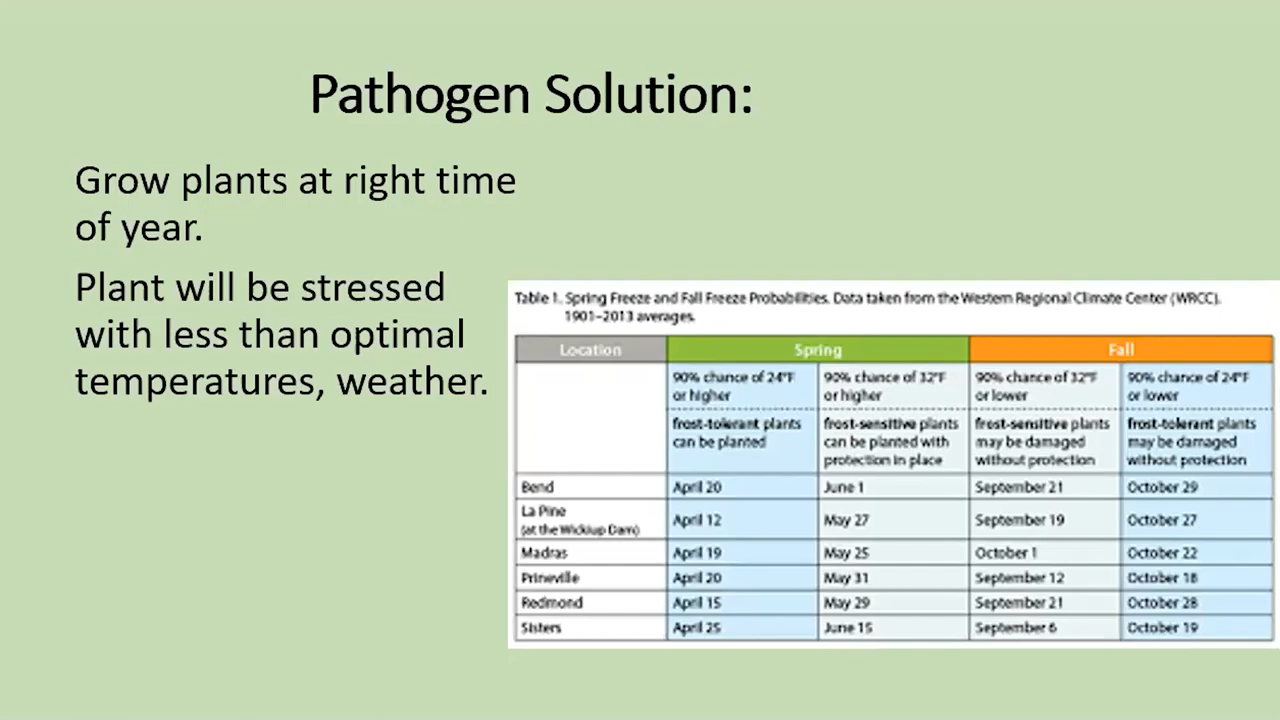 Pathogen Solution:
Grow plants at right time
of year.
Plant will be stressed
with less than optimal
temperatures, weather.
Table 1. Spring Freeze and Fall Freeze Probabilities. Data taken from the Western Regional Climate Center (WRCC).
1901–2013 averages.
Location Spring Fall
90% chance of 24°F 90% chance of 32°F 90% chance of 32°F 90% chance of 24°F
or higher or higher or lower or lower
frost-tolerant plants frost-sensitive plants frost-sensitive plants frost-tolerant plants
can be planted can be planted with may be damaged may be damaged
protection in place without protection without protection
Bend April 20 June 1 September 21 October 29
La Pine
(at the Wickiup Dam) April 12 May 27 September 19 October 27
Madras April 19 May 25 October 1 October 22
Prineville April 20 May 31 September 12 October 18
Redmond April 15 May 29 September 21 October 28
Sisters April 25 June 15 September 6 October 19